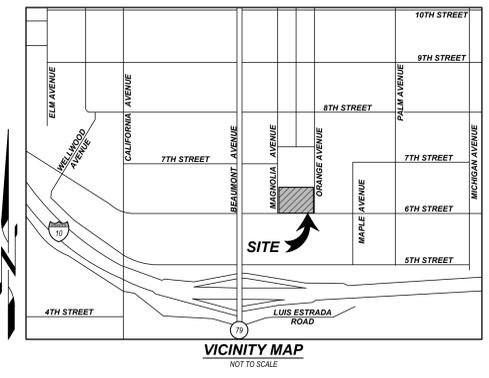 10TH STREET
9TH STREET
ELM AVENUE
CALIFORNIA AVENUE
PALM AVENUE
8TH STREET
WELLWOOD
AVENUE
BEAUMONT AVENUE
MAGNOLIA AVENUE
ORANGE AVENUE
MICHIGAN AVENUE
7TH STREET
7TH STREET
MAPLE AVENUE
6TH STREET
10
SITE
5TH STREET
4TH STREET
LUIS ESTRADA
ROAD
79
VICINITY MAP
NOT TO SCALE